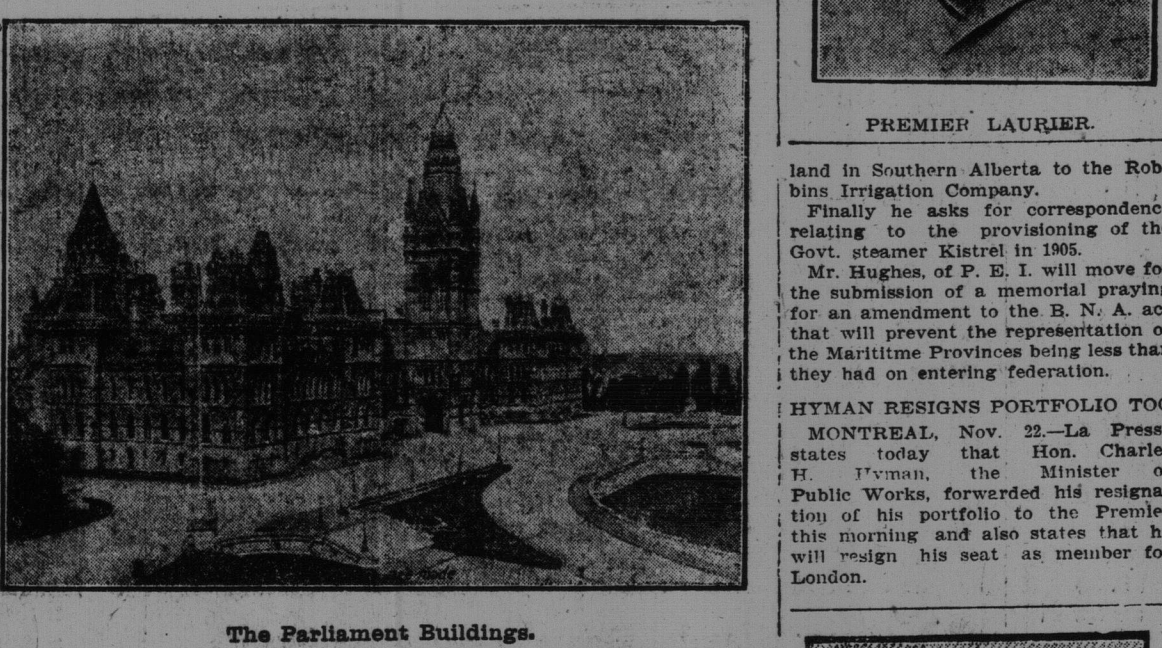 The Parliament Buildings.
PREMIER LAURIER.
land in Southern Alberta to the Rob-
bins Irrigation Company.
Finally he asks for correspondenc
relating to the provisioning of th
Govt. steamer Kistrel in 1905.
Mr. Hughes, of P. E. I. will move fo
the submission of a memorial prayin
for an amendment to the B. N. A. ac
that will prevent the representation o
the Marititme Provinces being less tha
they had on entering federation.
HYMAN RESIGNS PORTFOLIO TOO
MONTREAL, Nov. 22.—La Press
states today that Hon. Charle
H. Hyman, the Minister o
Public Works, forwarded his resigna
tion of his portfolio to the Premie
this morning and also states that h
will resign his seat as member fo
London.